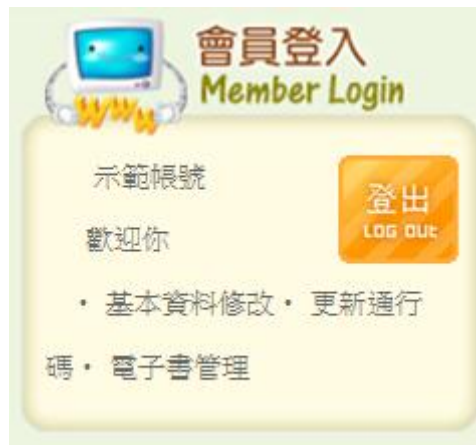 會員登入
Member Login
www
示範帳號
登出
LOG OUT
歡迎你
• 基本資料修改• 更新通行
碼• 電子書管理